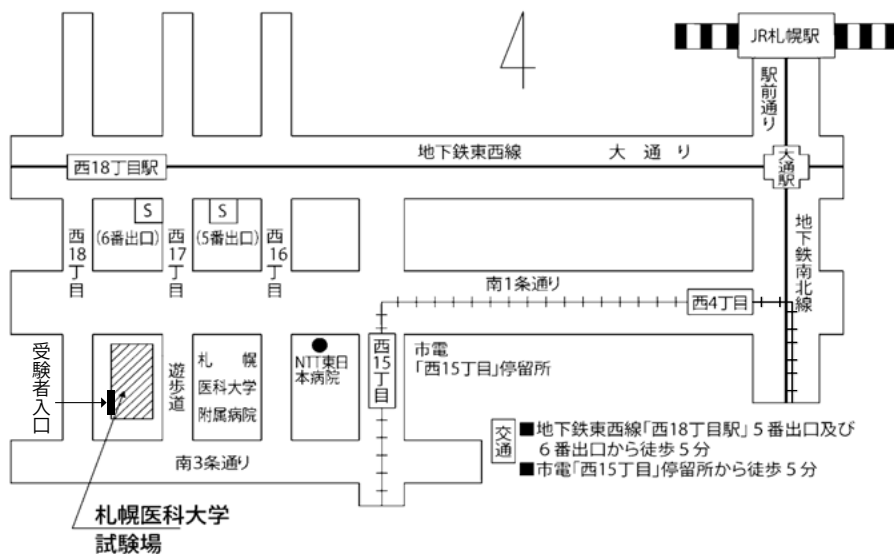 JR札幌駅
駅前通り
地下鉄東西線 大 通 り
西18丁目駅
大通駅
S
S
(6番出口)
(5番出口)
西18丁目
西17丁目
西16丁目
地下鉄南北線
南1条通り
西4丁目
受験者入口
遊歩道
札 幌
医科大学
附属病院
NTT東日
本病院
西15丁目
市電
「西15丁目」停留所
交通
■地下鉄東西線「西18丁目駅」5番出口及び
6番出口から徒歩5分
■市電「西15丁目」停留所から徒歩5分
南3条通り
札幌医科大学
試験場